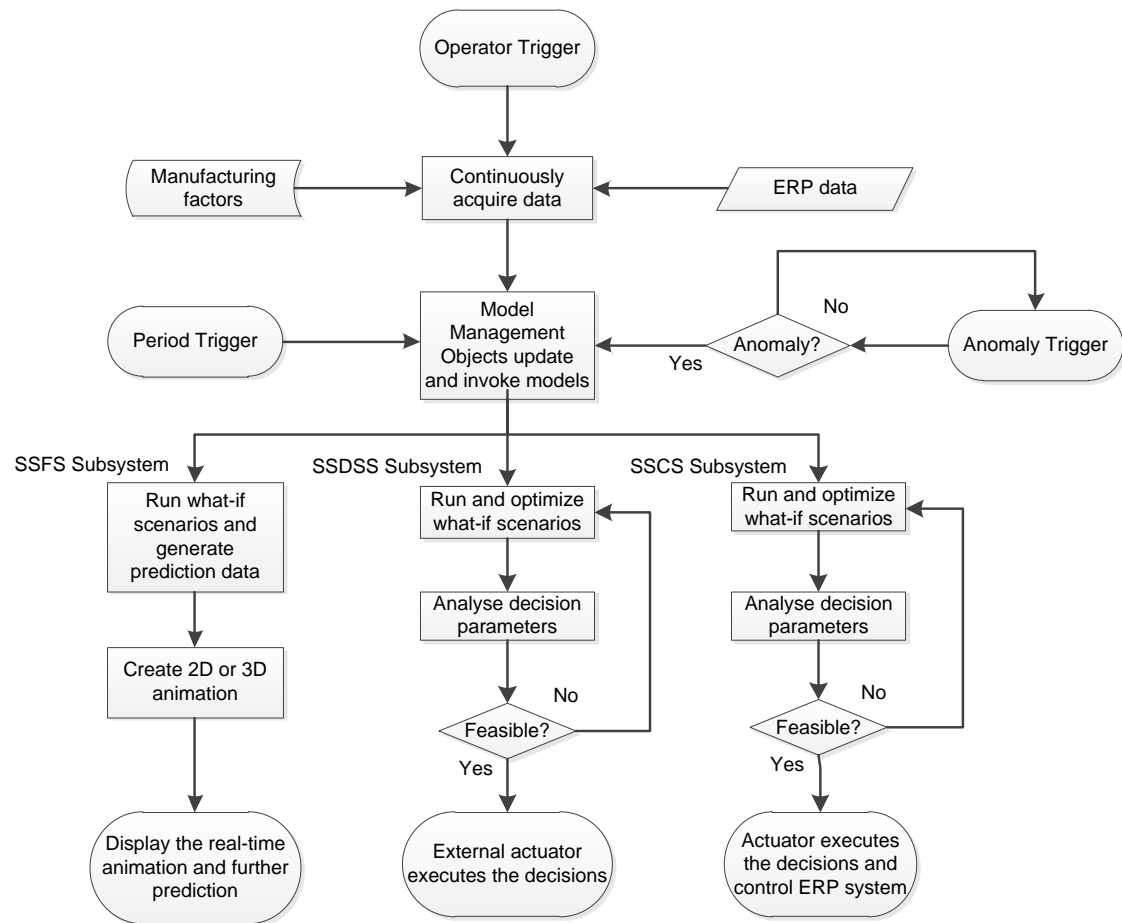 Operator Trigger
Manufacturing
factors
Continuously
acquire data
ERP data
Period Trigger
Model
Management
Objects update
and invoke models
Yes
Anomaly?
No
Anomaly Trigger
SSFS Subsystem
SSDSS Subsystem
SSCS Subsystem
Run what-if
scenarios and
generate
prediction data
Create 2D or 3D
animation
Display the real-time
animation and further
prediction
Run and optimize
what-if scenarios
Analyse decision
parameters
Feasible?
No
Yes
External actuator
executes the decisions
Run and optimize
what-if scenarios
Analyse decision
parameters
Feasible?
No
Yes
Actuator executes
the decisions and
control ERP system